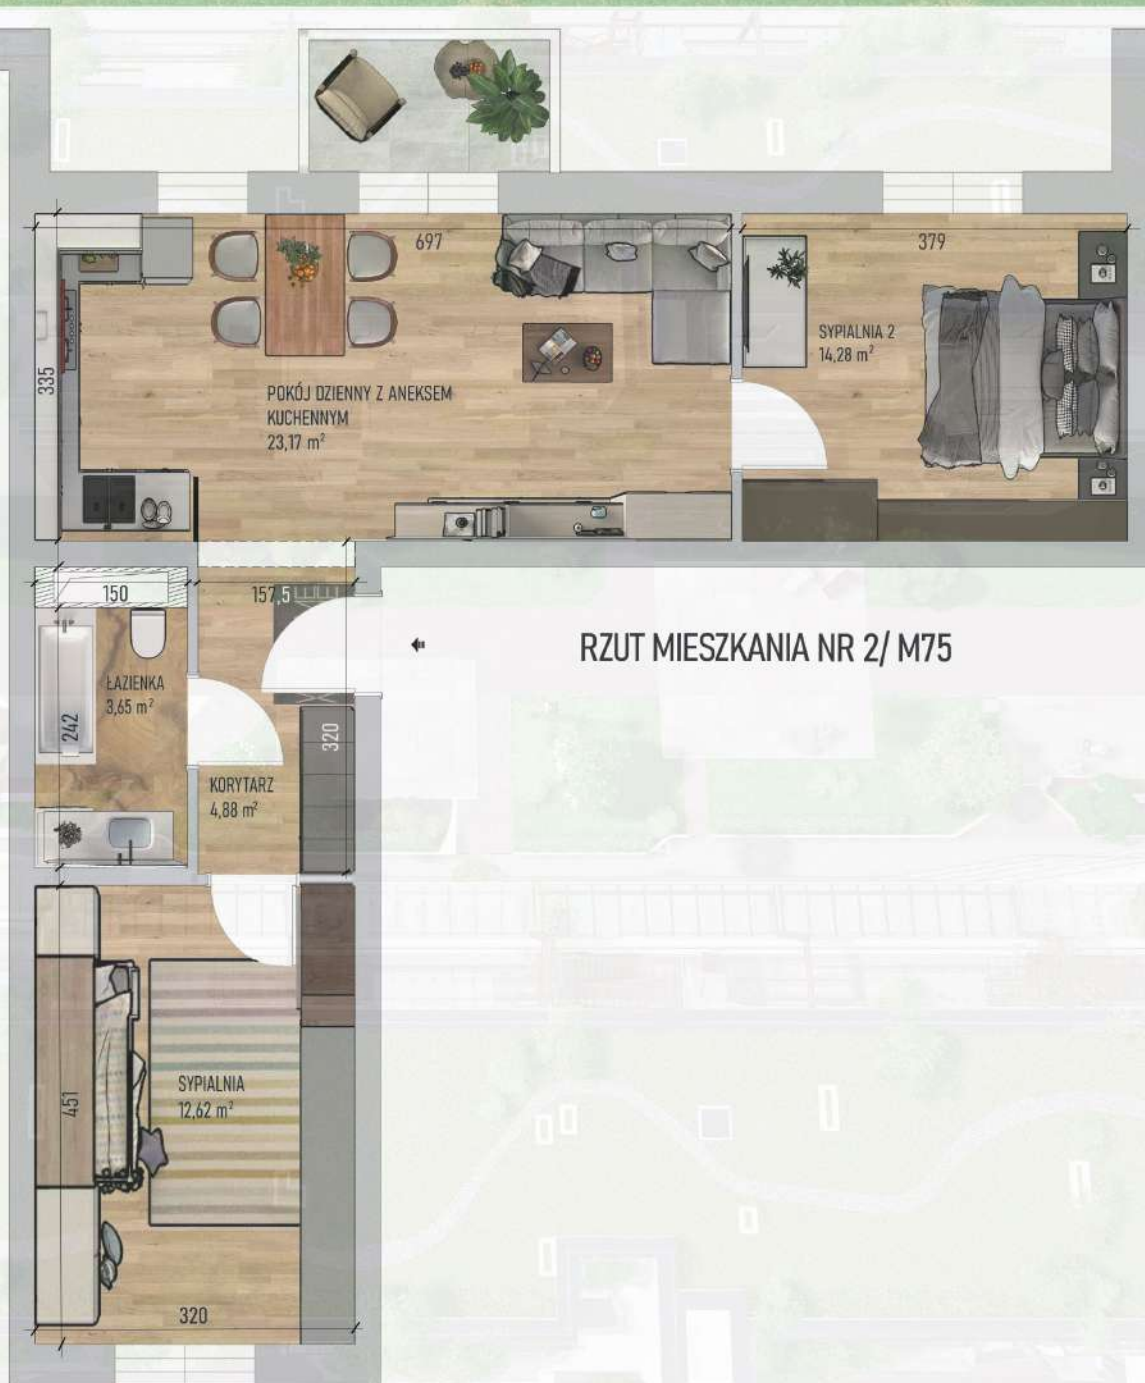 697
379
335
SYPIALNIA 2
14,28 m²
POKÓJ DZIENNY Z ANEKSEM
KUCHENNYM
23,17 m²
150
157,5
RZUT MIESZKANIA NR 2/ M75
ŁAZIENKA
3,65 m²
242
320
KORYTARZ
4,88 m²
SYPIALNIA
12,62 m²
451
320